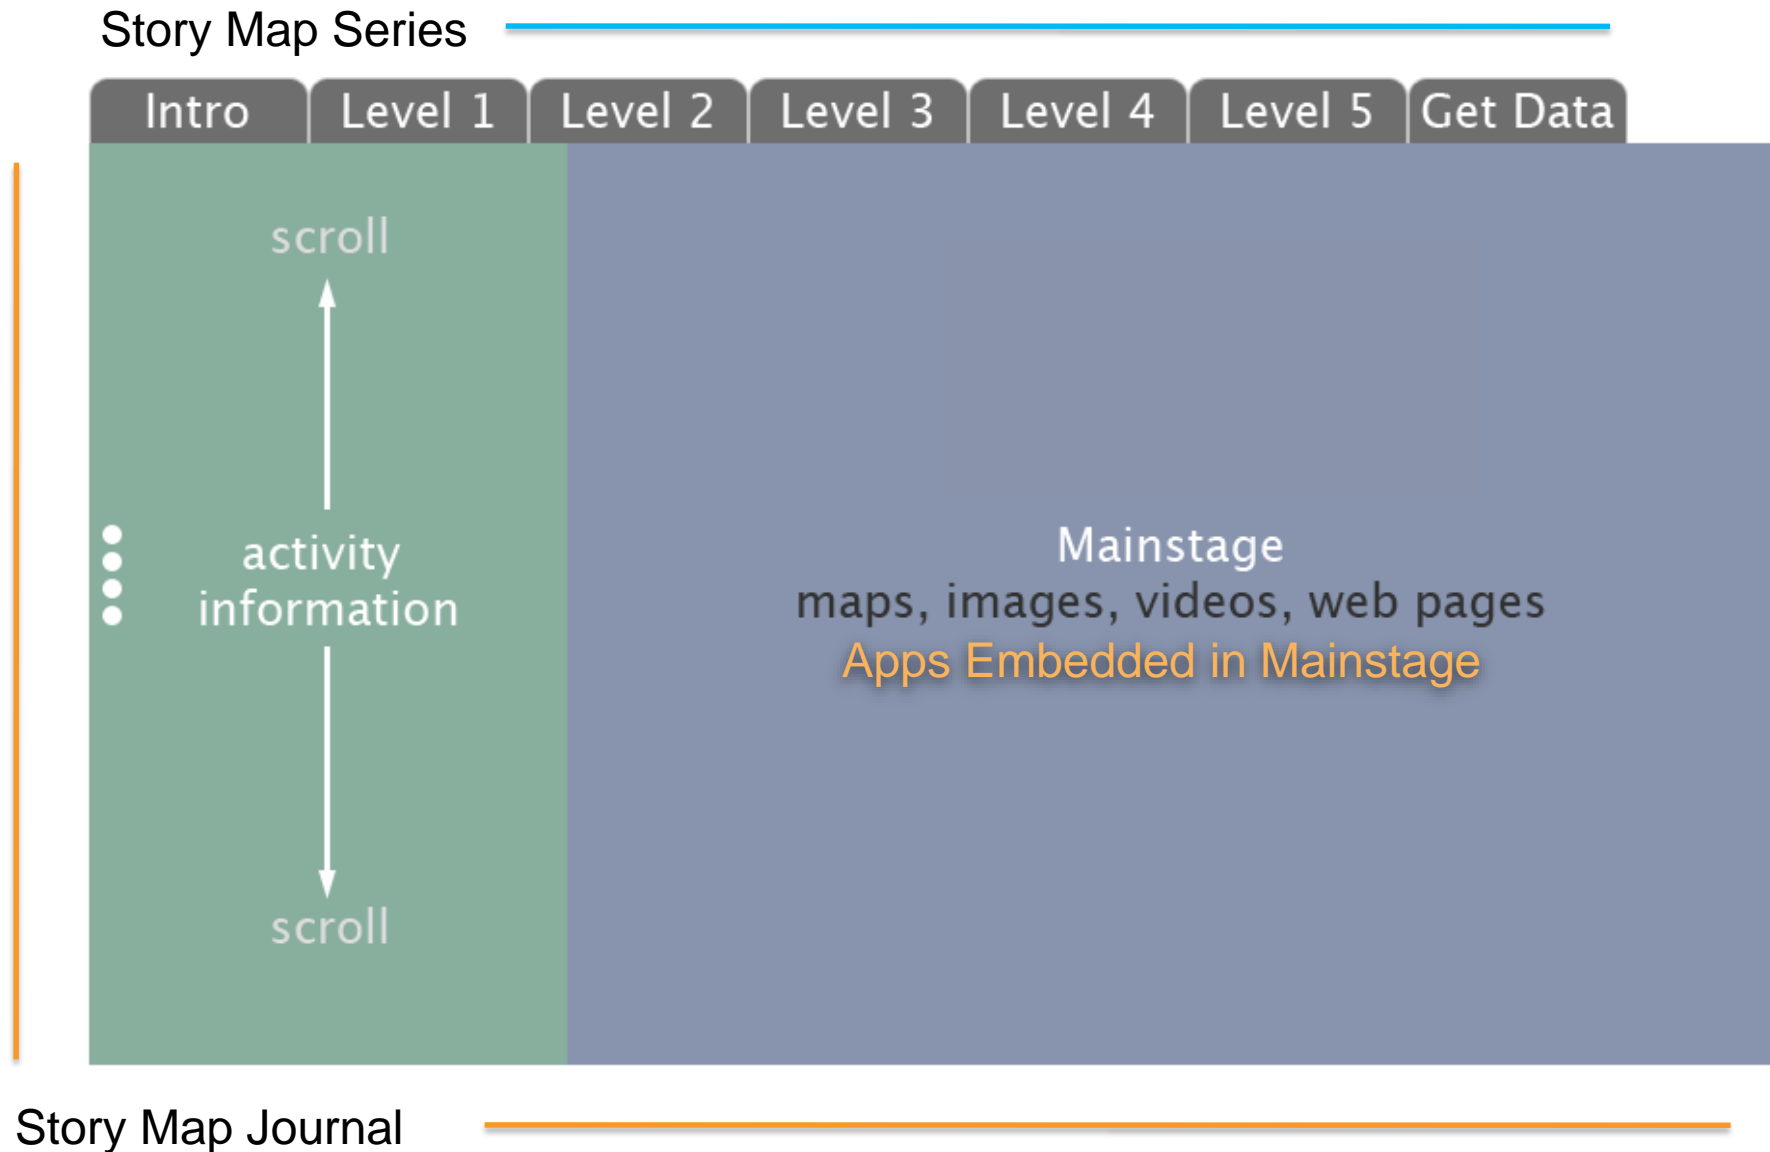 Story Map Series
Intro Level 1 Level 2 Level 3 Level 4 Level 5 Get Data
scroll
activity
information
scroll
Mainstage
maps, images, videos, web pages
Apps Embedded in Mainstage
Story Map Journal